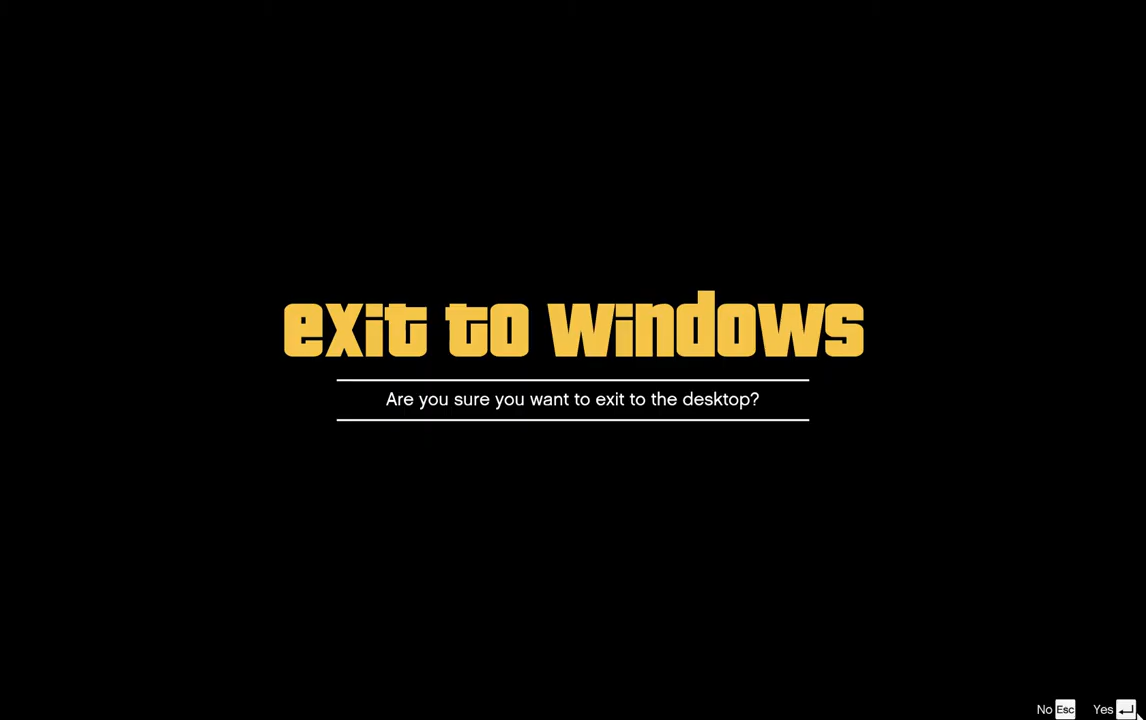 exit to windows
Are you sure you want to exit to the desktop?
No Esc Yes